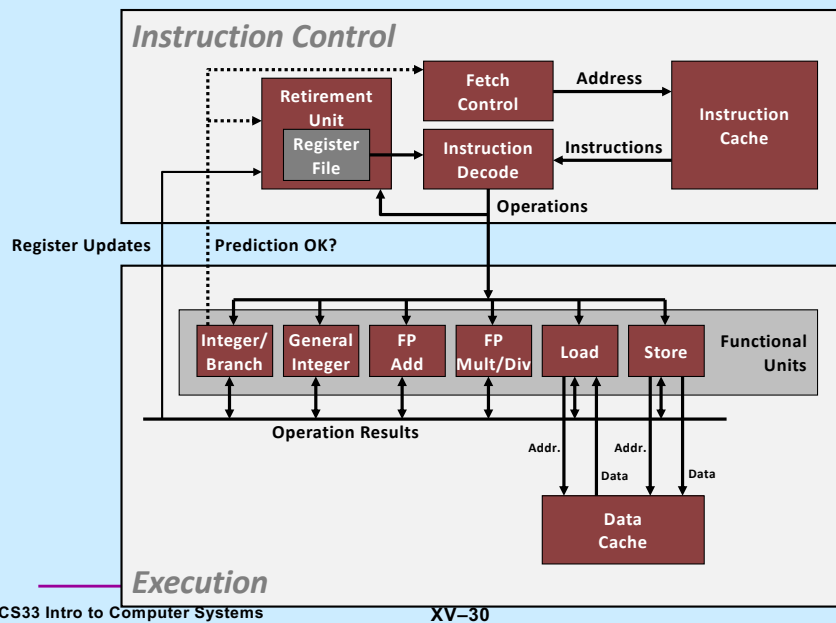 Instruction Control
Fetch
Control
Address
Retirement
Unit
Register
File
Instruction
Decode
Instructions
Instruction
Cache
Operations
Register Updates
Prediction OK?
Integer/
Branch
General
Integer
FP
Add
FP
Mult/Div
Load
Store
Functional
Units
Operation Results
Addr.
Addr.
Data
Data
Data
Cache
Execution
CS33 Intro to Computer Systems
XV–30